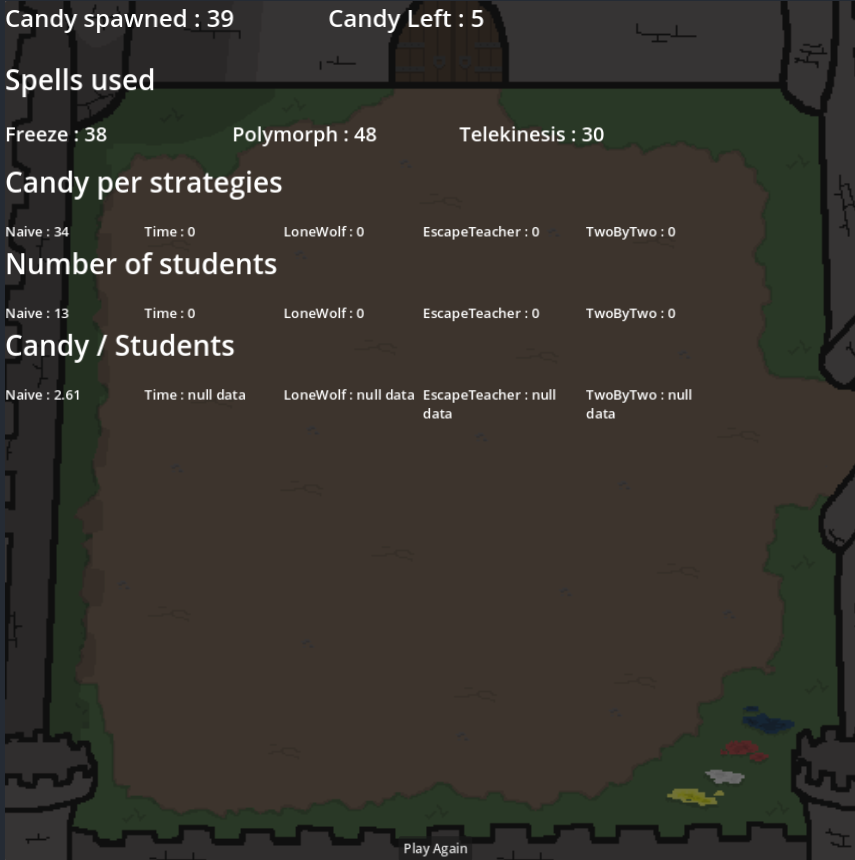 Candy spawned : 39 Candy Left : 5
Spells used
Freeze : 38 Polymorph : 48 Telekinesis : 30
Candy per strategies
Naive : 34 Time : 0 LoneWolf : 0 EscapeTeacher : 0 TwoByTwo : 0
Number of students
Naive : 13 Time : 0 LoneWolf : 0 EscapeTeacher : 0 TwoByTwo : 0
Candy / Students
Naive : 2.61 Time : null data LoneWolf : null data EscapeTeacher : null TwoByTwo : null
data data
Play Again